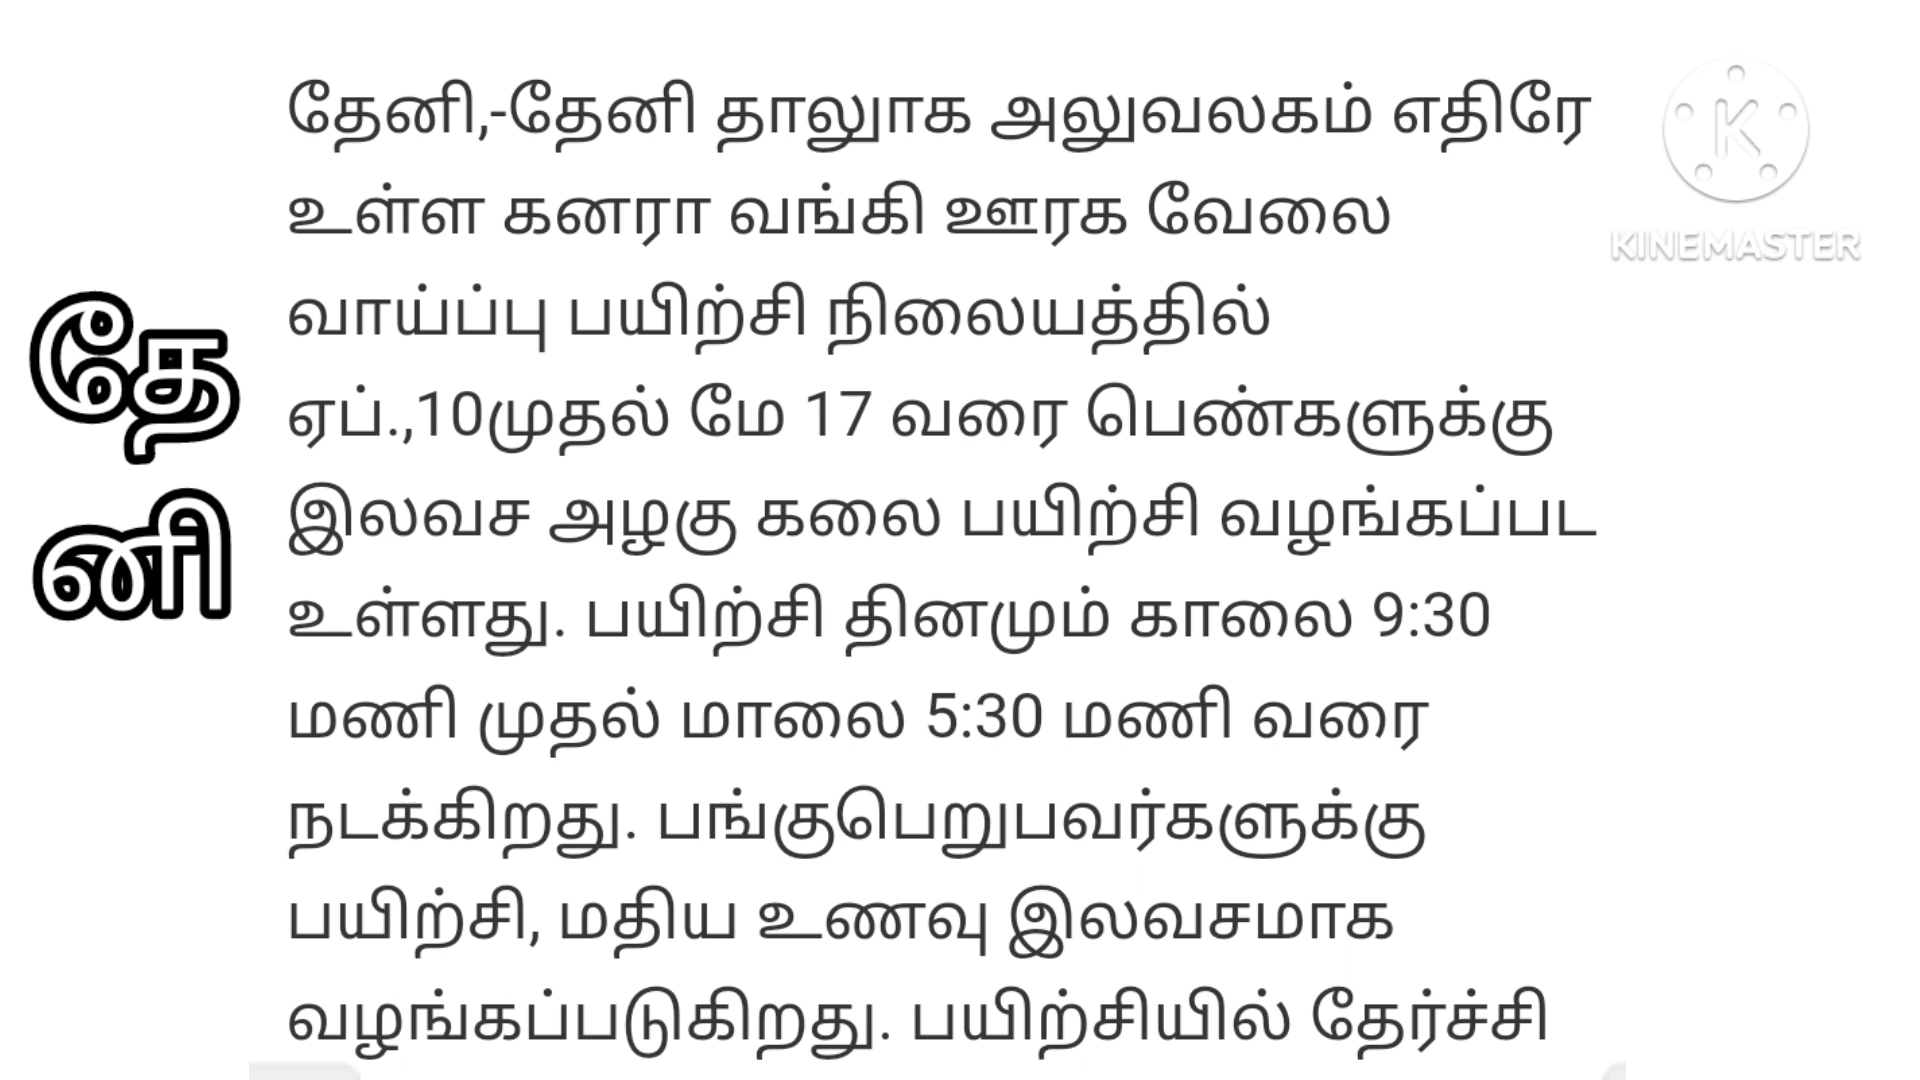 தேனி,-தேனி தாலுாக அலுவலகம் எதிரே
உள்ள கனரா வங்கி ஊரக வேலை
வாய்ப்பு பயிற்சி நிலையத்தில்
ஏப்.,10முதல் மே 17 வரை பெண்களுக்கு
இலவச அழகு கலை பயிற்சி வழங்கப்பட
உள்ளது. பயிற்சி தினமும் காலை 9:30
மணி முதல் மாலை 5:30 மணி வரை
நடக்கிறது. பங்குபெறுபவர்களுக்கு
பயிற்சி, மதிய உணவு இலவசமாக
வழங்கப்படுகிறது. பயிற்சியில் தேர்ச்சி
தே
னி
K
KINEMASTER